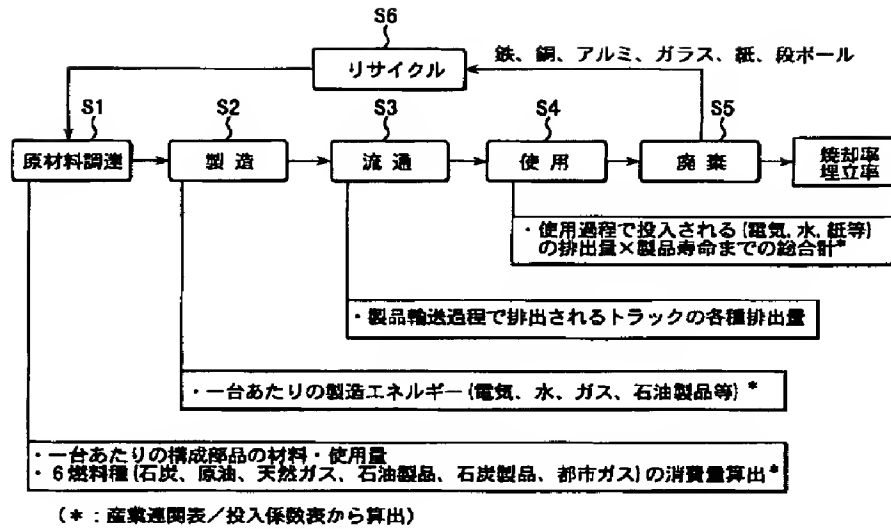 S6
リサイクル
鉄、銅、アルミ、ガラス、紙、段ボール
S1
S2
S3
S4
S5
原材料調達
製造
流通
使用
廃棄
焼却率
埋立率
・使用過程で投入される(電気,水,紙等)
の排出量×製品寿命までの総合計*
・製品輸送過程で排出されるトラックの各種排出量
・一台あたりの製造エネルギー(電気、水、ガス、石油製品等)*
・一台あたりの構成部品の材料・使用量
・6燃料種(石炭、原油、天然ガス、石油製品、石炭製品、都市ガス)の消費量算出*
(*:産業連関表/投入係数表から算出)